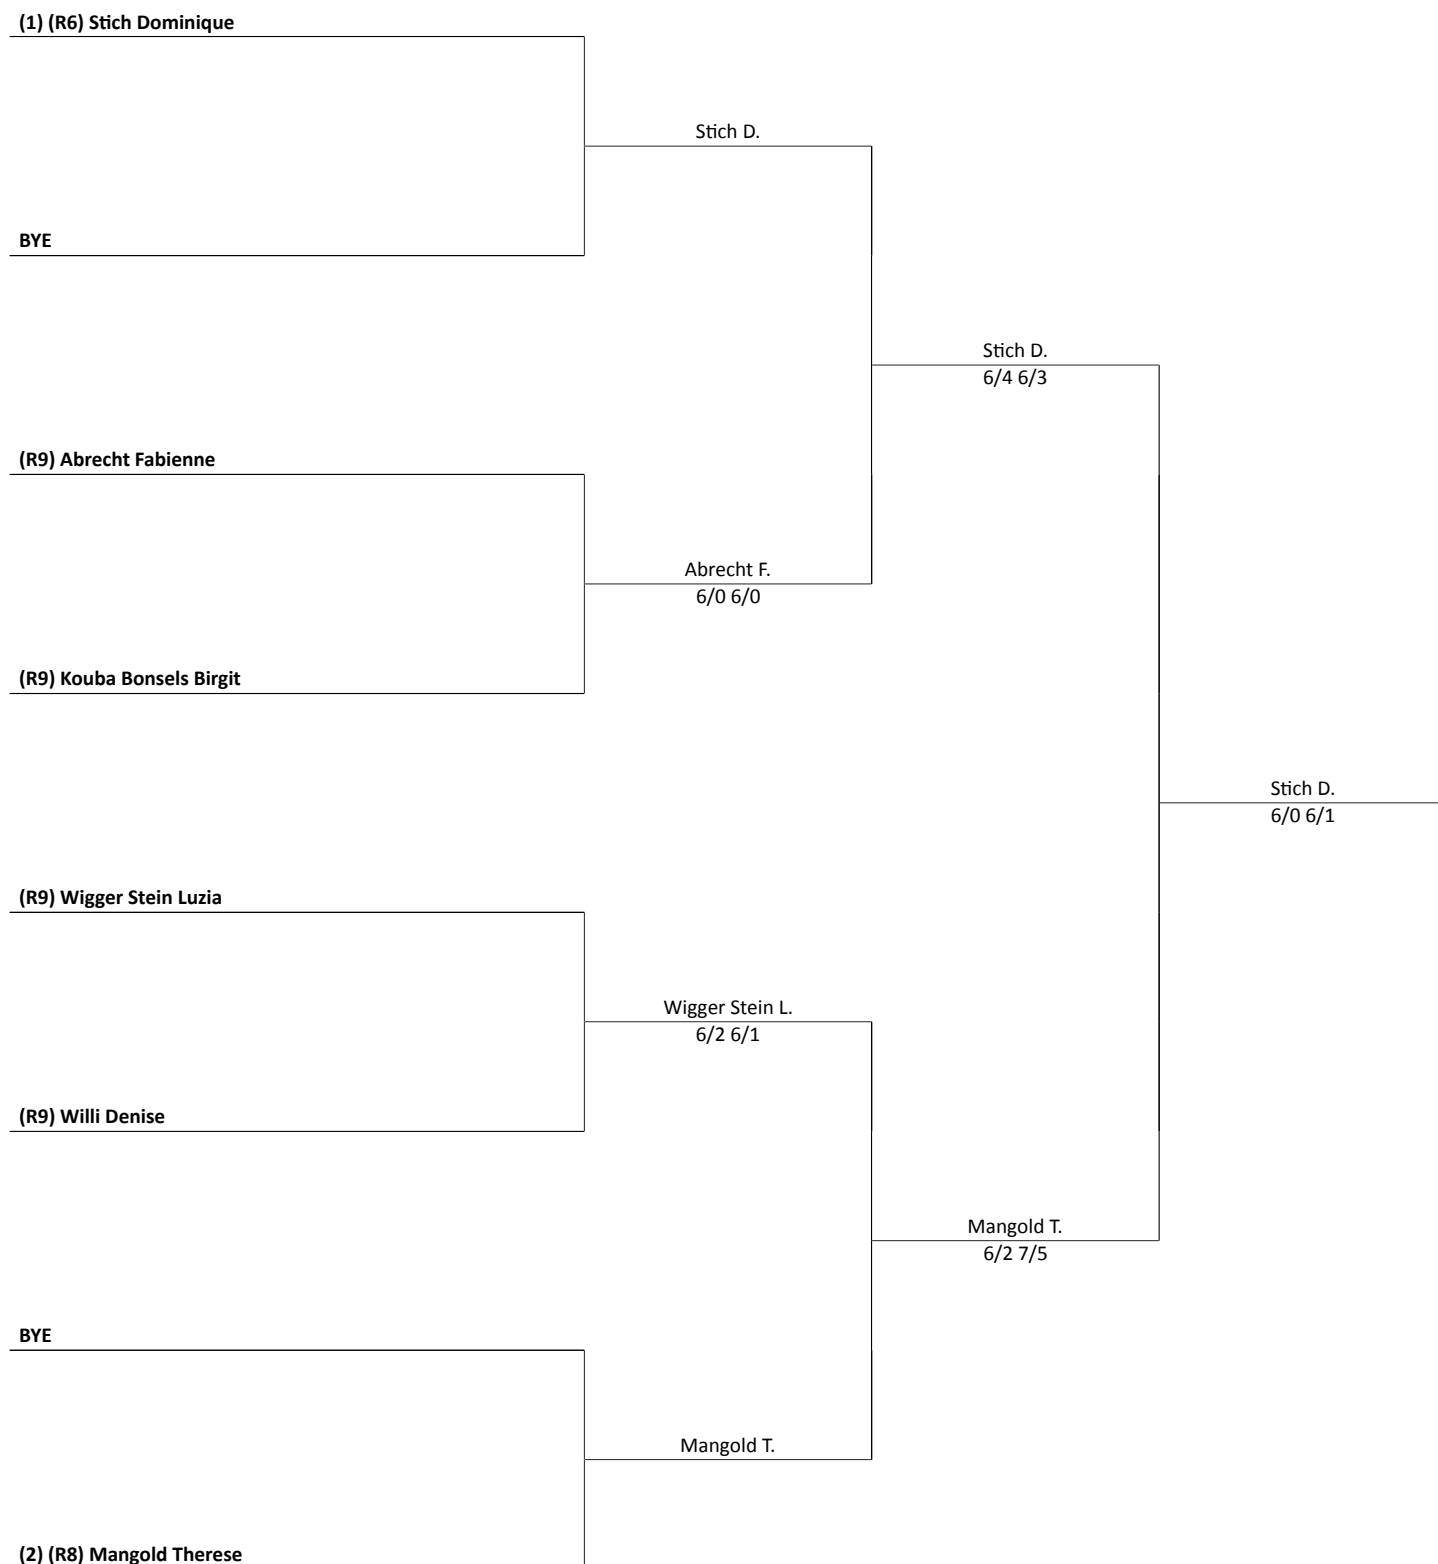 (1) (R6) Stich Dominique
Stich D.
BYE
Stich D.
6/4 6/3
(R9) Abrecht Fabienne
Abrecht F.
6/0 6/0
(R9) Kouba Bonsels Birgit
Stich D.
6/0 6/1
(R9) Wigger Stein Luzia
Wigger Stein L.
6/2 6/1
(R9) Willi Denise
Mangold T.
6/2 7/5
BYE
Mangold T.
(2) (R8) Mangold Therese